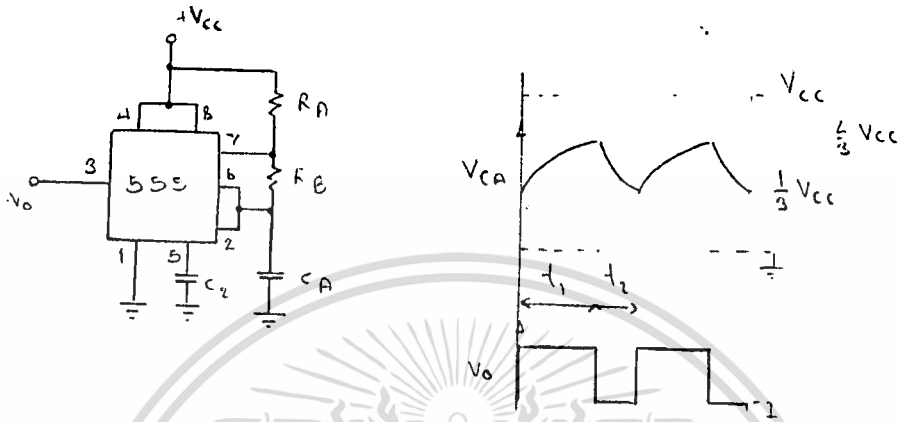 +Vcc
4 8
RA
7
3
555
6
Vo
2
1 5
C2
CA
Vcc
2/3 Vcc
VCA
1/3 Vcc
t1 t2
Vo